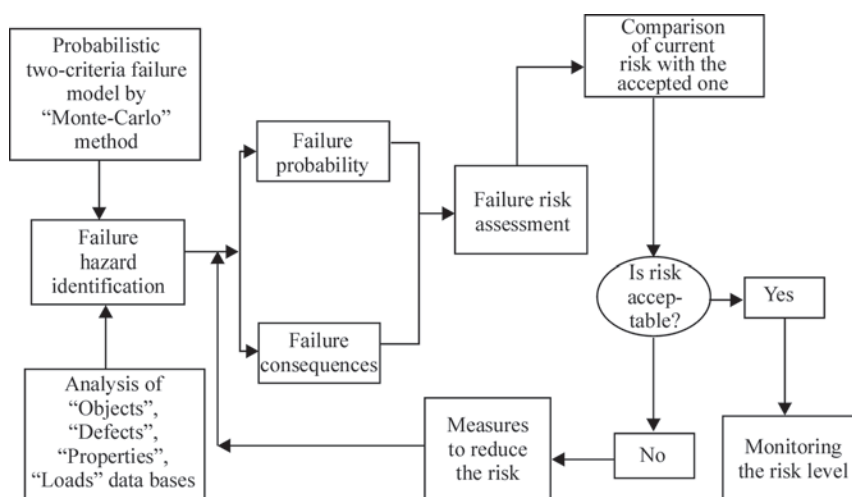 Probabilistic
two-criteria failure
model by
“Monte-Carlo”
method
Failure
hazard
identification
Analysis of
“Objects”,
“Defects”,
“Properties”,
“Loads” data bases
Failure
probability
Failure
consequences
Failure risk
assessment
Comparison
of current
risk with the
accepted one
Is risk
accep-
table?
Yes
No
Measures
to reduce
the risk
Monitoring
the risk level